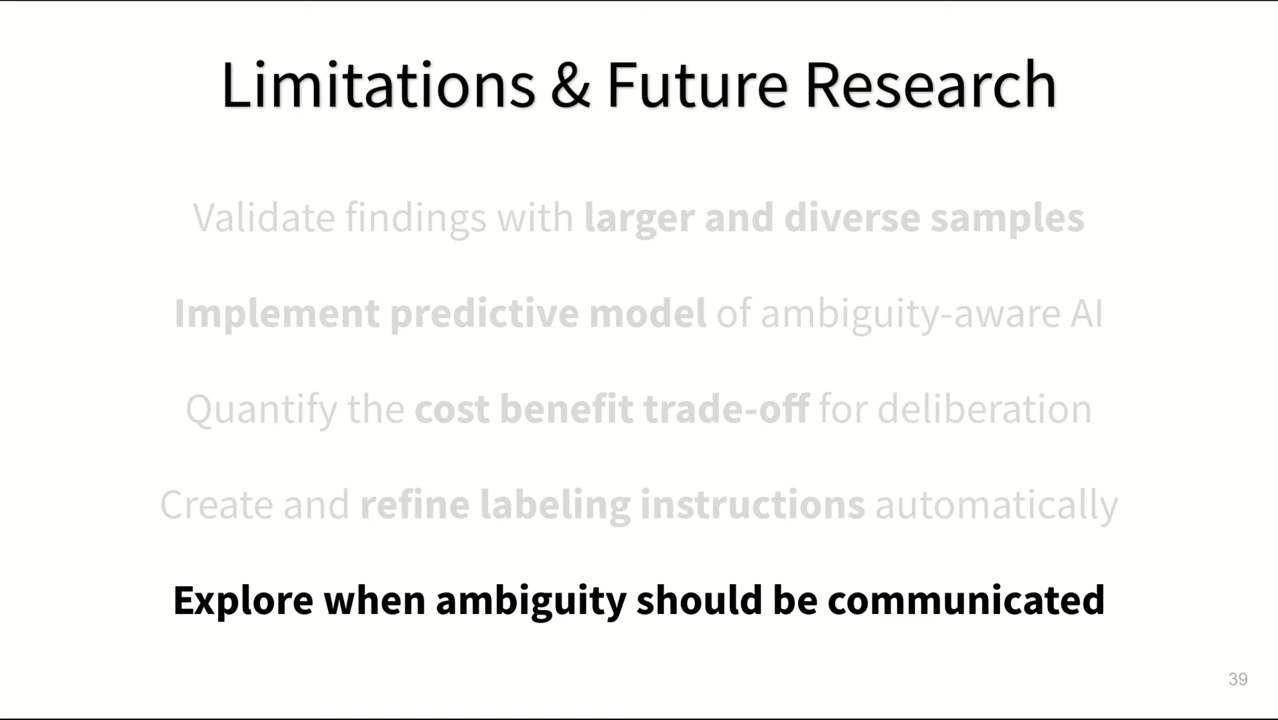 Limitations & Future Research
Validate findings with larger and diverse samples
Implement predictive model of ambiguity-aware AI
Quantify the cost benefit trade-off for deliberation
Create and refine labeling instructions automatically
Explore when ambiguity should be communicated
39